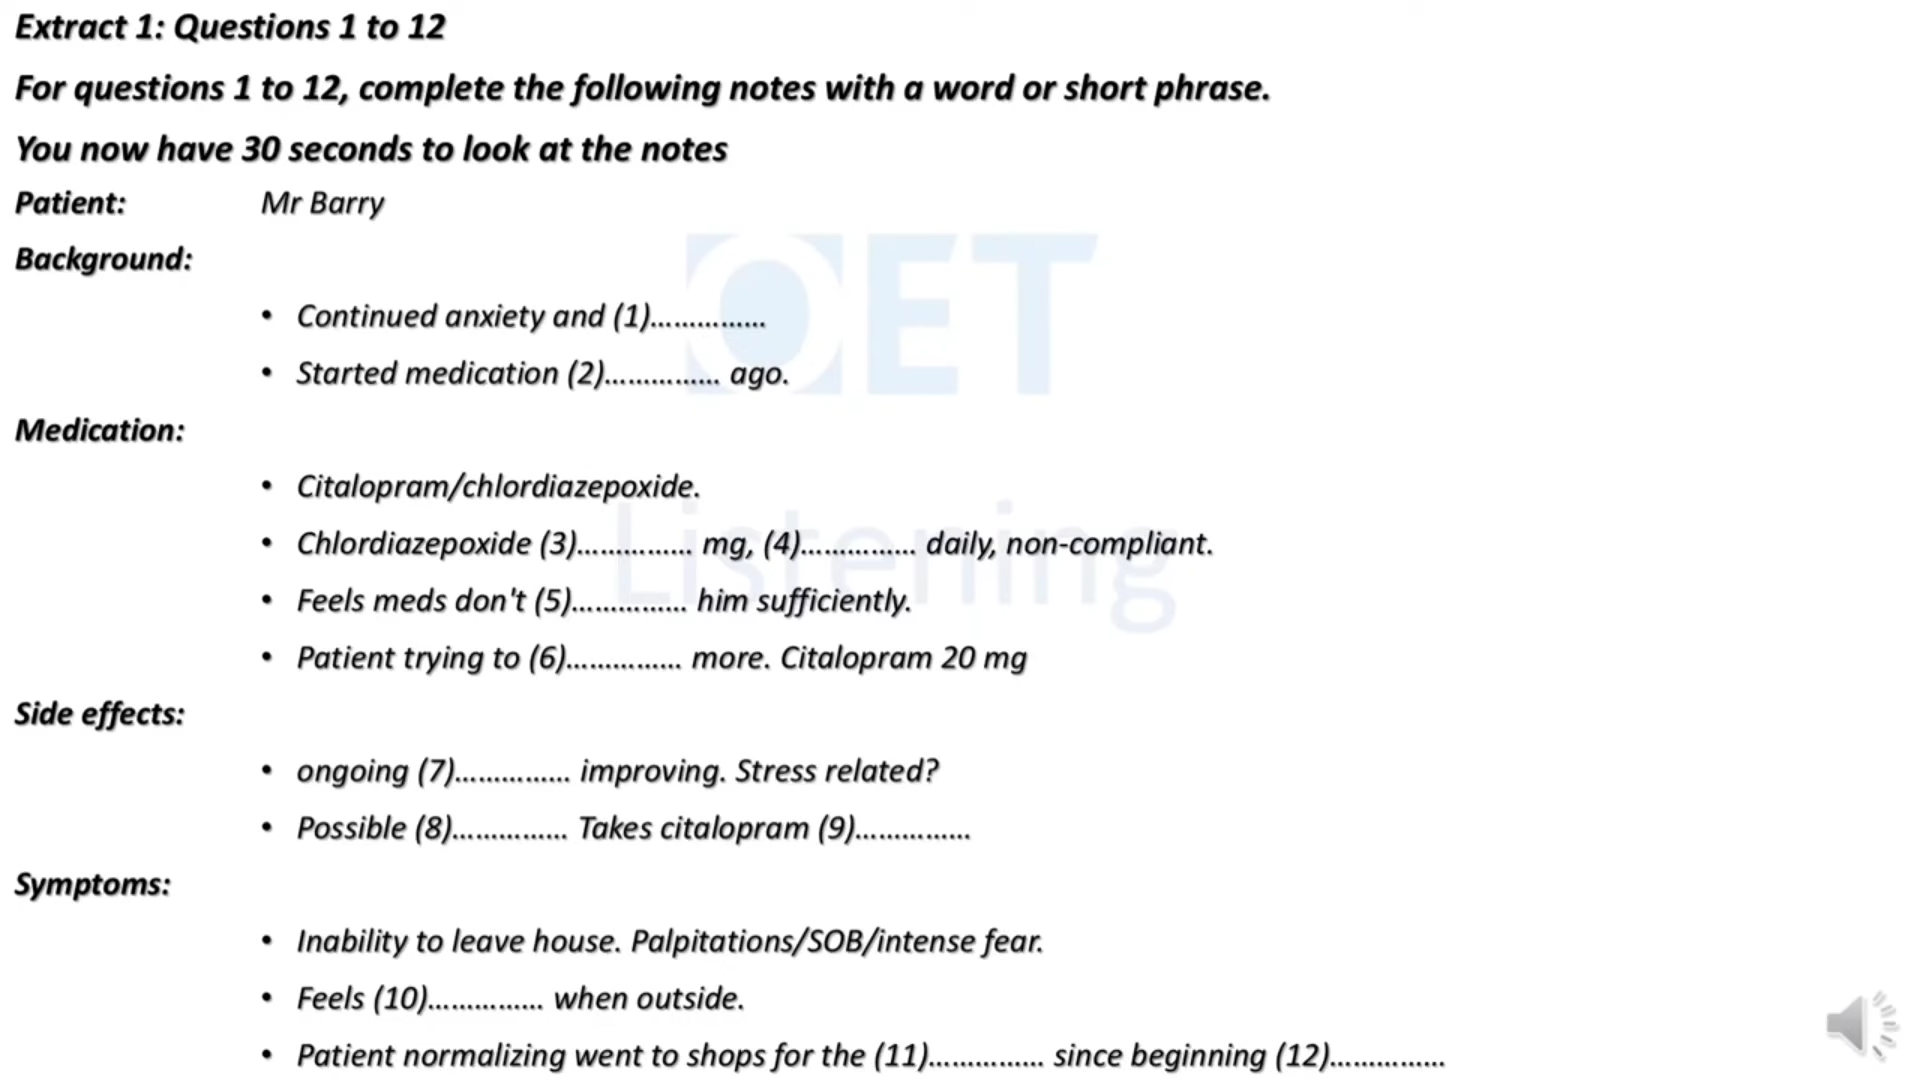 Extract 1: Questions 1 to 12
For questions 1 to 12, complete the following notes with a word or short phrase.
You now have 30 seconds to look at the notes
Patient: Mr Barry
Background:
• Continued anxiety and (1)...............
• Started medication (2)............... ago.
Medication:
• Citalopram/chlordiazepoxide.
• Chlordiazepoxide (3)............... mg, (4)............... daily, non-compliant.
• Feels meds don't (5)............... him sufficiently.
• Patient trying to (6)............... more. Citalopram 20 mg
Side effects:
• ongoing (7)............... improving. Stress related?
• Possible (8)............... Takes citalopram (9)...............
Symptoms:
• Inability to leave house. Palpitations/SOB/intense fear.
• Feels (10)............... when outside.
• Patient normalizing went to shops for the (11)............... since beginning (12)...............
OET
Listening